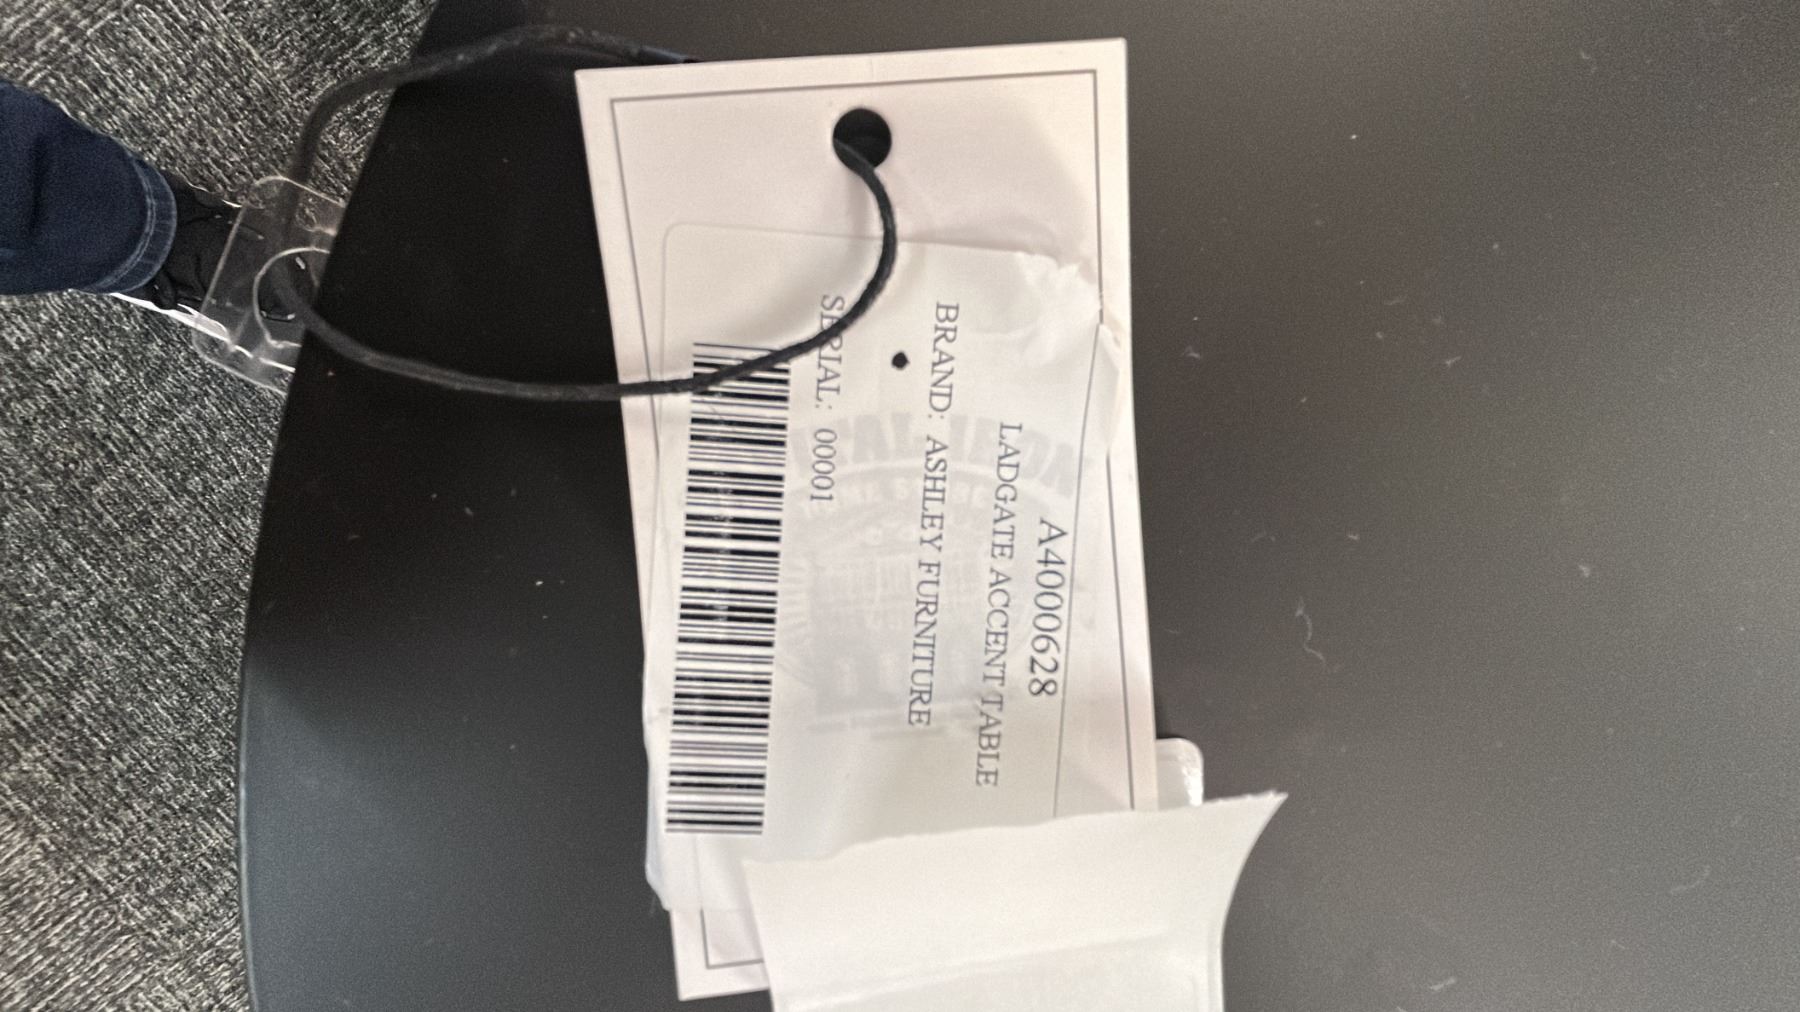 A4000628
LADGATE ACCENT TABLE
BRAND: ASHLEY FURNITURE
SERIAL: 00001